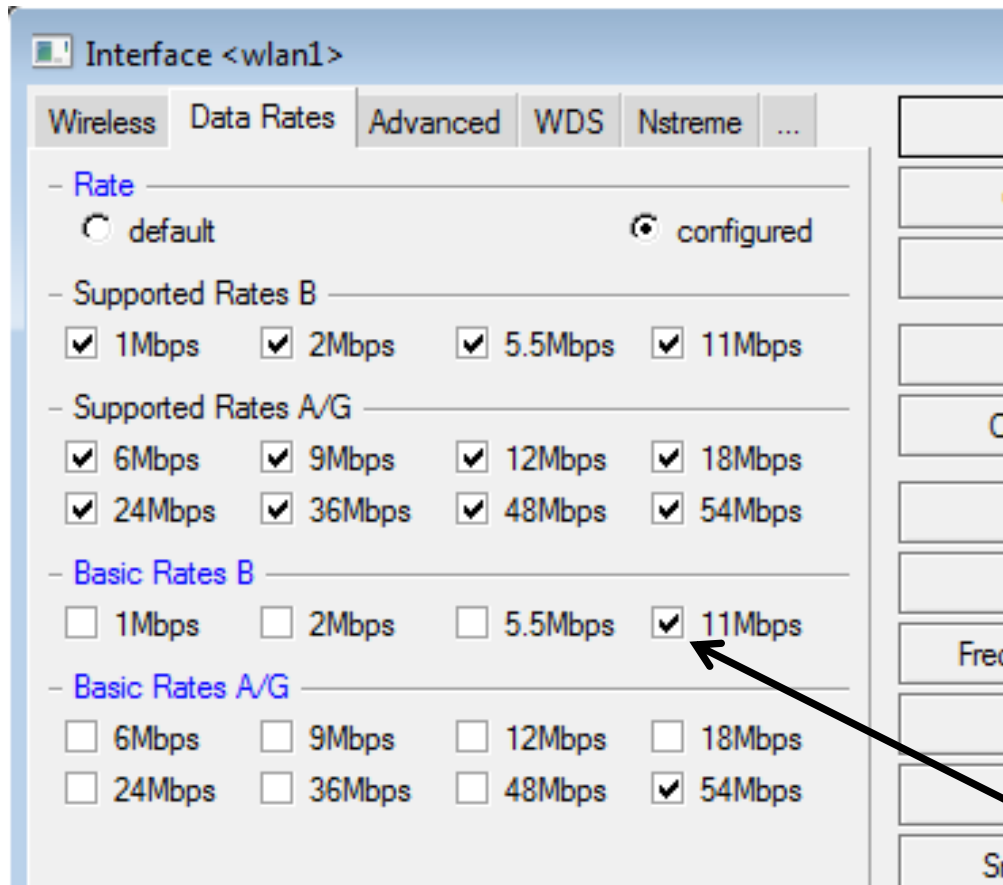 Interface <wlan1>
Wireless Data Rates Advanced WDS Nstreme ...
Rate
default configured
Supported Rates B
1Mbps 2Mbps 5.5Mbps 11Mbps
Supported Rates A/G
6Mbps 9Mbps 12Mbps 18Mbps
24Mbps 36Mbps 48Mbps 54Mbps
Basic Rates B
1Mbps 2Mbps 5.5Mbps 11Mbps
Basic Rates A/G
6Mbps 9Mbps 12Mbps 18Mbps
24Mbps 36Mbps 48Mbps 54Mbps